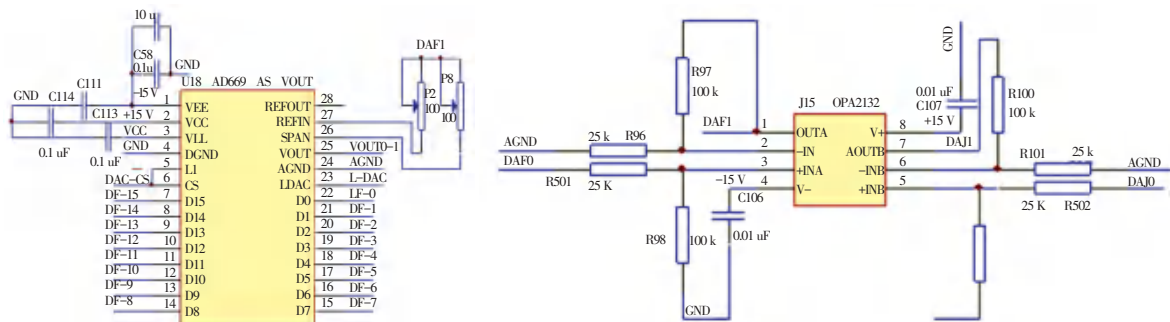 10 u
C58
0.1u
GND
-15 V
U18 AD669 AS VOUT
C111
GND
C114
+15 V
C113
VCC
0.1 uF
0.1 uF
GND
DAC-CS
DF-15
DF-14
DF-13
DF-12
DF-11
DF-10
DF-9
DF-8
1 VEE
2 VCC
3 VLL
4 DGND
5 L1
6 CS
7 D15
8 D14
9 D13
10 D12
11 D11
12 D10
13 D9
14 D8
REFOUT 28
REFIN 27
SPAN 26
VOUT 25 VOUT0-1
AGND 24 AGND
LDAC 23 L-DAC
D0 22 LF-0
D1 21 DF-1
D2 20 DF-2
D3 19 DF-3
D4 18 DF-4
D5 17 DF-5
D6 16 DF-6
D7 15 DF-7
DAF1
P8
P2
100
100
R97
100 k
DAF1
AGND
25 k R96
DAF0
R501 25 K
-15 V
C106
0.01 uF
R98
100 k
GND
J15 OPA2132
1 OUTA
2 -IN
3 +INA
4 V-
V+ 8
AOUTB 7
-INB 6
+INB 5
GND
0.01 uF
C107
+15 V
DAJ1
R100
100 k
R101
AGND
DAJ0
25 K R502